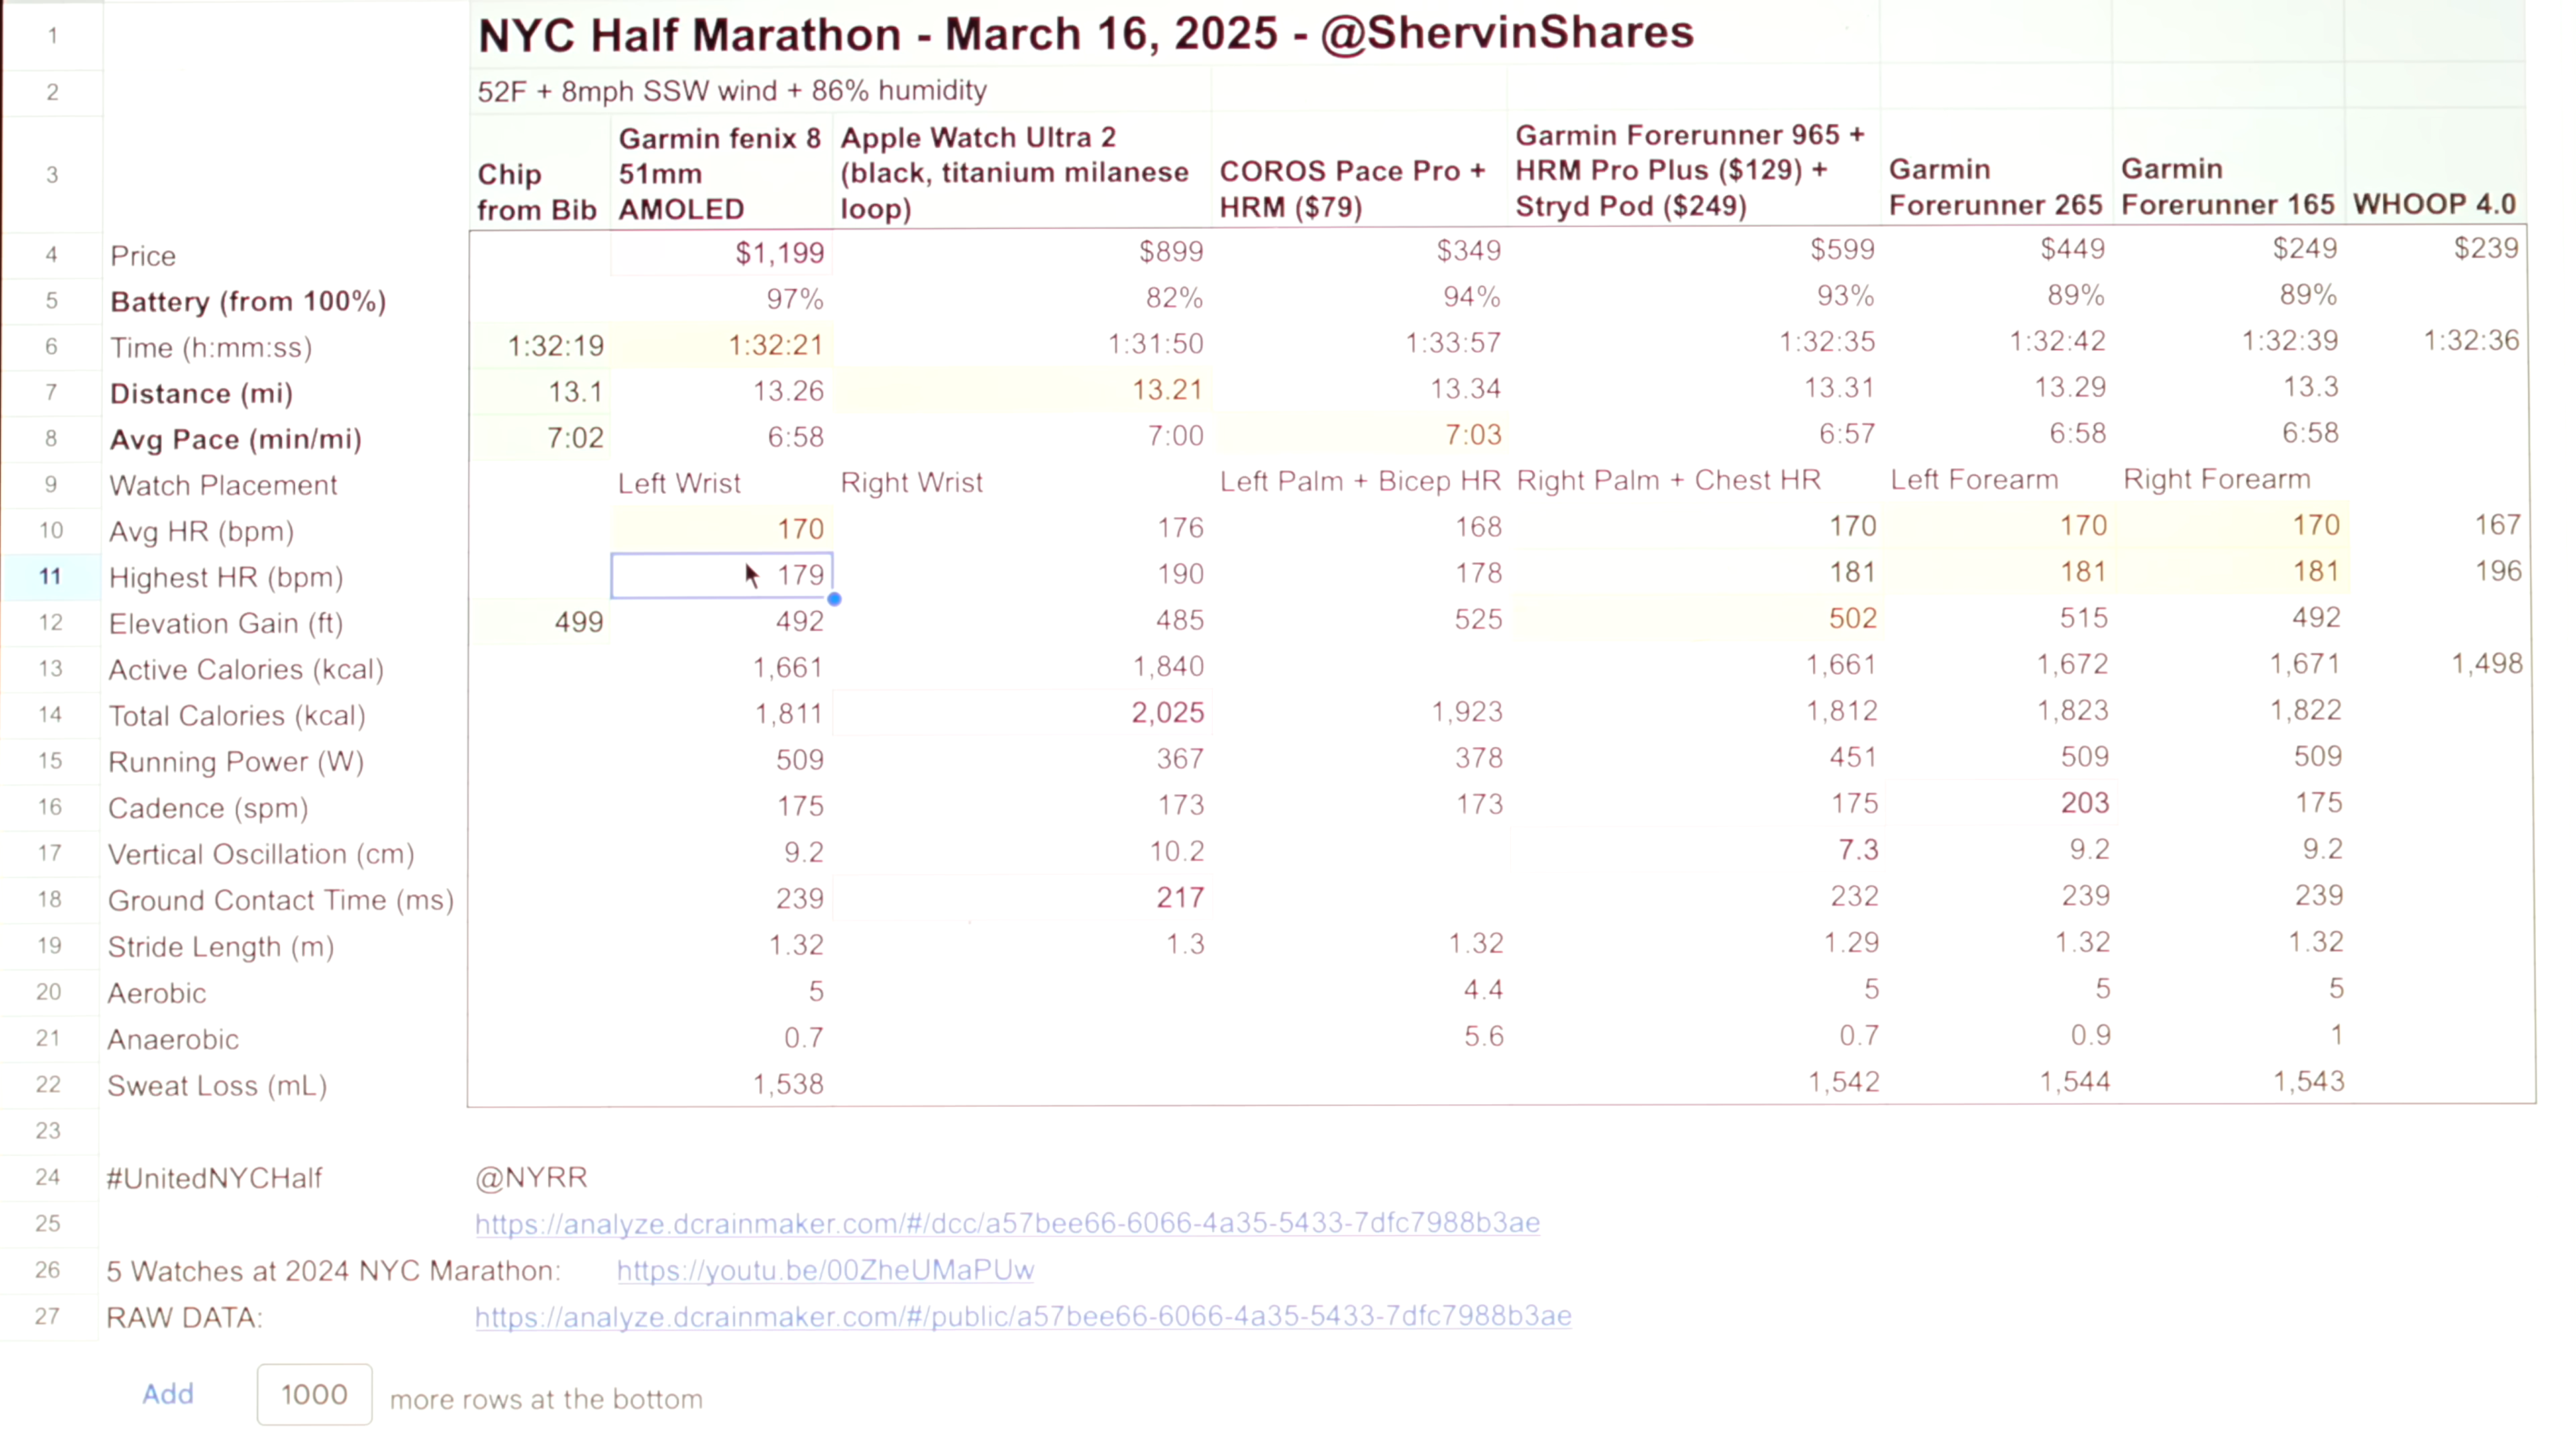 1 NYC Half Marathon - March 16, 2025 - @ShervinShares
2 52F + 8mph SSW wind + 86% humidity
3 Chip from Bib Garmin fenix 8 51mm AMOLED Apple Watch Ultra 2 (black, titanium milanese loop) COROS Pace Pro + HRM ($79) Garmin Forerunner 965 + HRM Pro Plus ($129) + Stryd Pod ($249) Garmin Forerunner 265 Garmin Forerunner 165 WHOOP 4.0
4 Price $1,199 $899 $349 $599 $449 $249 $239
5 Battery (from 100%) 97% 82% 94% 93% 89% 89%
6 Time (h:mm:ss) 1:32:19 1:32:21 1:31:50 1:33:57 1:32:35 1:32:42 1:32:39 1:32:36
7 Distance (mi) 13.1 13.26 13.21 13.34 13.31 13.29 13.3
8 Avg Pace (min/mi) 7:02 6:58 7:00 7:03 6:57 6:58 6:58
9 Watch Placement Left Wrist Right Wrist Left Palm + Bicep HR Right Palm + Chest HR Left Forearm Right Forearm
10 Avg HR (bpm) 170 176 168 170 170 170 167
11 Highest HR (bpm) 179 190 178 181 181 181 196
12 Elevation Gain (ft) 499 492 485 525 502 515 492
13 Active Calories (kcal) 1,661 1,840 1,661 1,672 1,671 1,498
14 Total Calories (kcal) 1,811 2,025 1,923 1,812 1,823 1,822
15 Running Power (W) 509 367 378 451 509 509
16 Cadence (spm) 175 173 173 175 203 175
17 Vertical Oscillation (cm) 9.2 10.2 7.3 9.2 9.2
18 Ground Contact Time (ms) 239 217 232 239 239
19 Stride Length (m) 1.32 1.3 1.32 1.29 1.32 1.32
20 Aerobic 5 4.4 5 5 5
21 Anaerobic 0.7 5.6 0.7 0.9 1
22 Sweat Loss (mL) 1,538 1,542 1,544 1,543
23
24 #UnitedNYCHalf @NYRR
25 https://analyze.dcrainmaker.com/#/dcc/a57bee66-6066-4a35-5433-7dfc7988b3ae
26 5 Watches at 2024 NYC Marathon: https://youtu.be/00ZheUMaPUw
27 RAW DATA: https://analyze.dcrainmaker.com/#/public/a57bee66-6066-4a35-5433-7dfc7988b3ae
Add 1000 more rows at the bottom